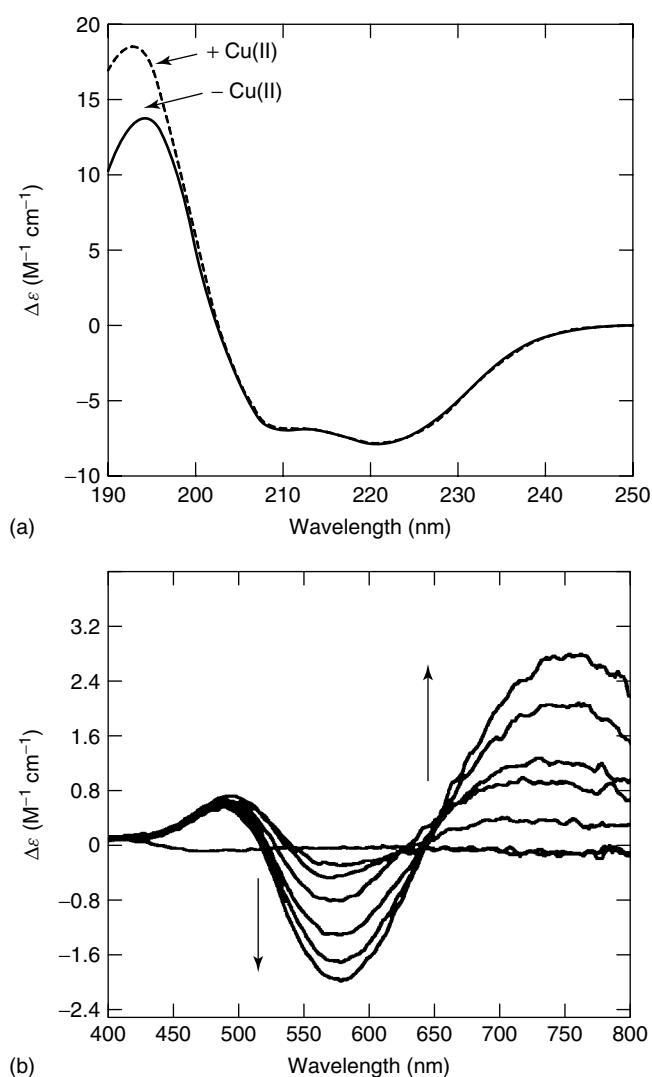 20
+ Cu(II)
15
− Cu(II)
10
5
0
−5
−10
Δε (M⁻¹ cm⁻¹)
190 200 210 220 230 240 250
(a) Wavelength (nm)
3.2
2.4
1.6
0.8
0
−0.8
−1.6
−2.4
Δε (M⁻¹ cm⁻¹)
400 450 500 550 600 650 700 750 800
(b) Wavelength (nm)